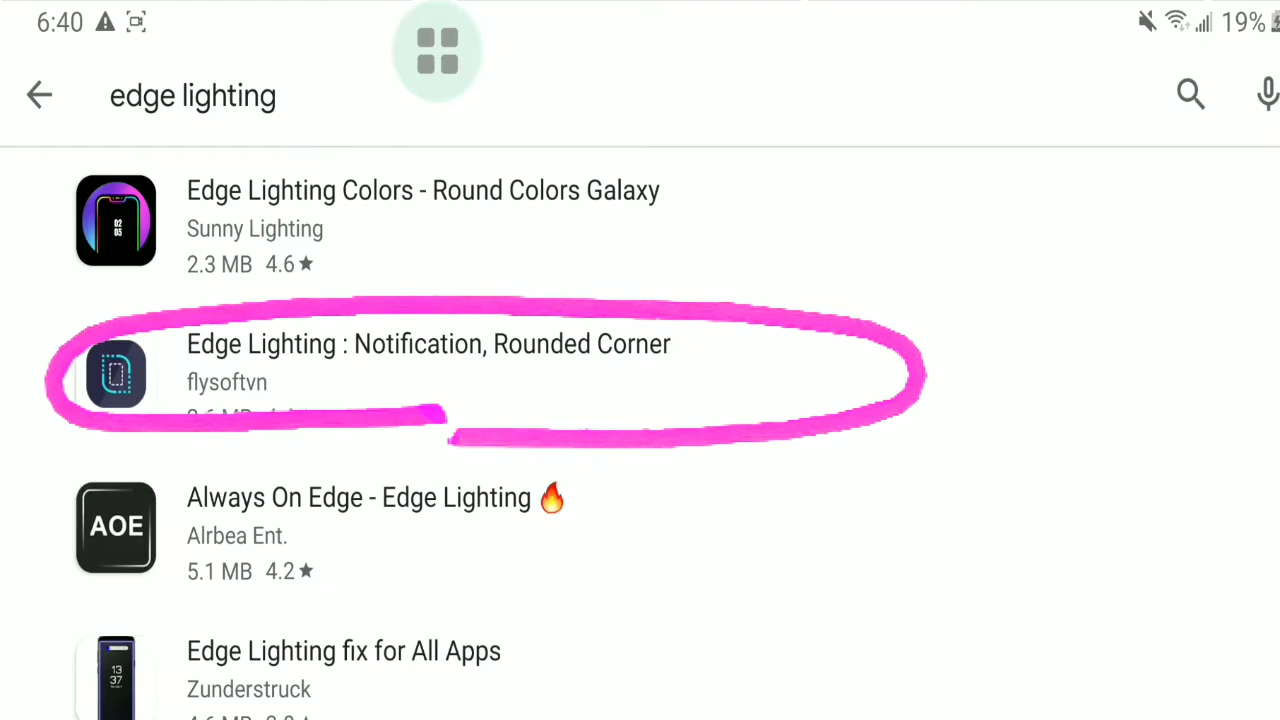 6:40
19%
edge lighting
Edge Lighting Colors - Round Colors Galaxy
Sunny Lighting
2.3 MB 4.6★
Edge Lighting : Notification, Rounded Corner
flysoftvn
Always On Edge - Edge Lighting 🔥
AOE
Alrbea Ent.
5.1 MB 4.2★
Edge Lighting fix for All Apps
13
37
Zunderstruck